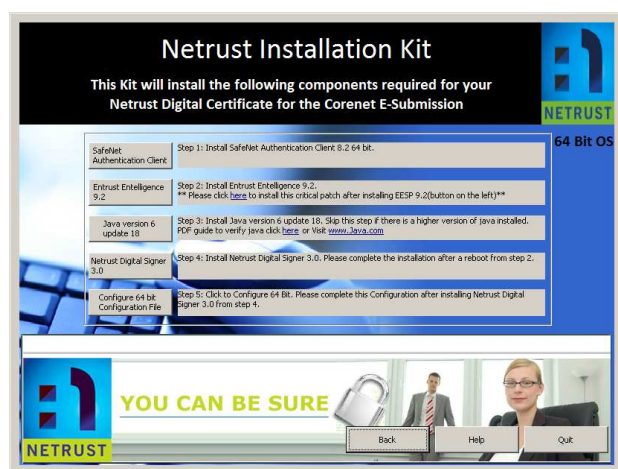 Netrust Installation Kit
This Kit will install the following components required for your
Netrust Digital Certificate for the Corenet E-Submission
NETRUST
64 Bit OS
SafeNet
Authentication Client
Step 1: Install SafeNet Authentication Client 8.2 64 bit.
Entrust Entelligence
9.2
Step 2: Install Entrust Entelligence 9.2.
** Please click here to install this critical patch after installing EESP 9.2(button on the left)**
Java version 6
update 18
Step 3: Install Java version 6 update 18. Skip this step if there is a higher version of java installed.
PDF guide to verify java click here or Visit www.Java.com
Netrust Digital Signer
3.0
Step 4: Install Netrust Digital Signer 3.0. Please complete the installation after a reboot from step 2.
Configure 64 bit
Configuration File
Step 5: Click to Configure 64 Bit. Please complete this Configuration after installing Netrust Digital
Signer 3.0 from step 4.
YOU CAN BE SURE
NETRUST
Back
Help
Quit